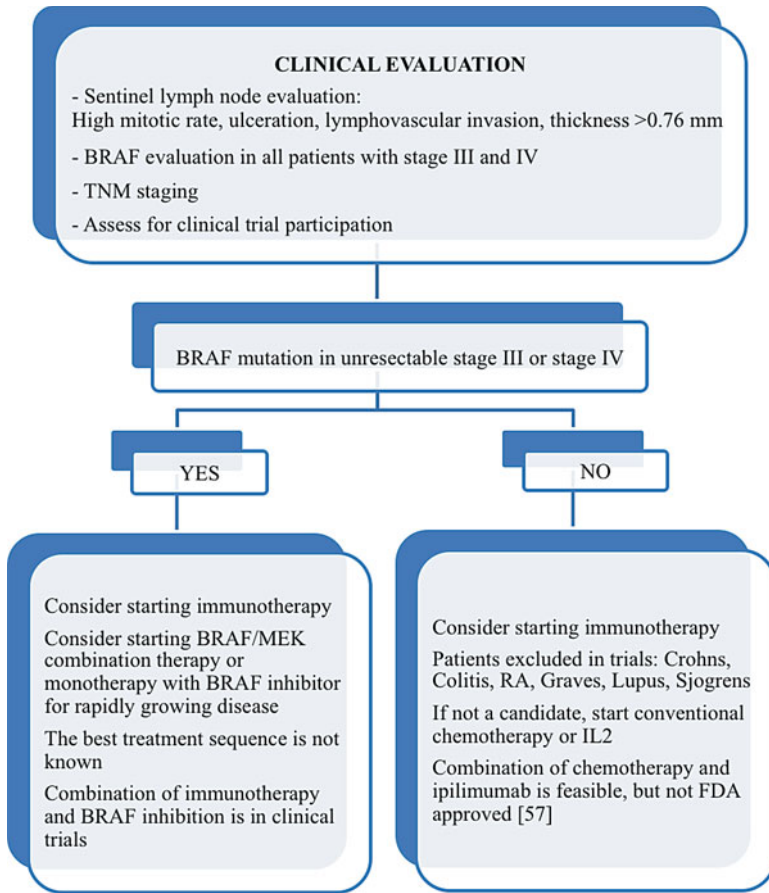 CLINICAL EVALUATION
- Sentinel lymph node evaluation:
High mitotic rate, ulceration, lymphovascular invasion, thickness >0.76 mm
- BRAF evaluation in all patients with stage III and IV
- TNM staging
- Assess for clinical trial participation
BRAF mutation in unresectable stage III or stage IV
YES
NO
Consider starting immunotherapy
Consider starting BRAF/MEK
combination therapy or
monotherapy with BRAF inhibitor
for rapidly growing disease
The best treatment sequence is not
known
Combination of immunotherapy
and BRAF inhibition is in clinical
trials
Consider starting immunotherapy
Patients excluded in trials: Crohns,
Colitis, RA, Graves, Lupus, Sjogrens
If not a candidate, start conventional
chemotherapy or IL2
Combination of chemotherapy and
ipilimumab is feasible, but not FDA
approved [57]